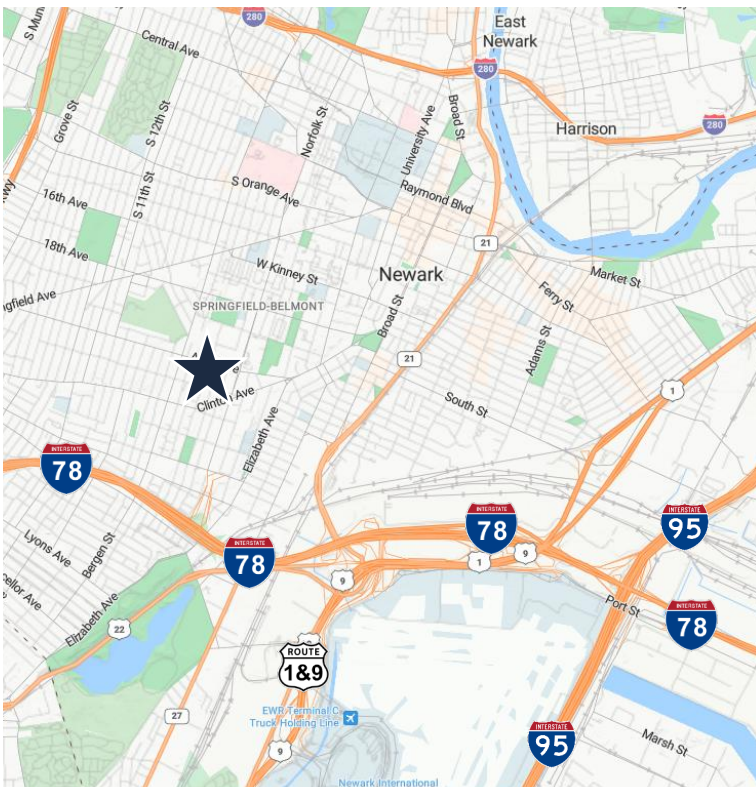 280
East
Newark
S Mun
Central Ave
280
Broad St
University Ave
Grove St
S 12th St
Norfolk St
Harrison
280
S Orange Ave
Raymond Blvd
16th Ave
S 11th St
18th Ave
21
W Kinney St
Newark
Market St
Ferry St
ngfield Ave
SPRINGFIELD-BELMONT
Broad St
Adams St
21
1
Clinton Ave
South St
Elizabeth Ave
INTERSTATE
78
INTERSTATE
78
INTERSTATE
95
Lyons Ave
Bergen St
INTERSTATE
78
9
1
9
cellor Ave
Elizabeth Ave
22
Port St
INTERSTATE
78
ROUTE
1&9
27
EWR Terminal C
Truck Holding Line
9
INTERSTATE
95
Marsh St
Newark International